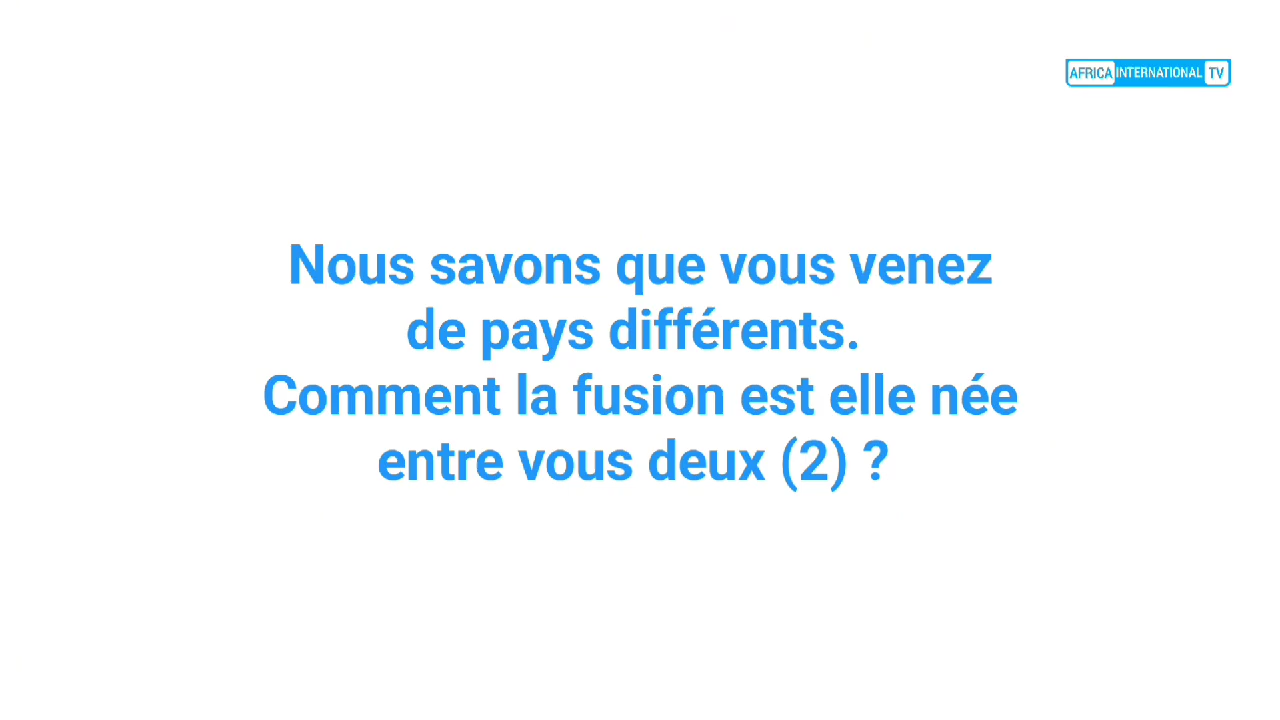 AFRICA INTERNATIONAL TV
Nous savons que vous venez
de pays différents.
Comment la fusion est elle née
entre vous deux (2) ?